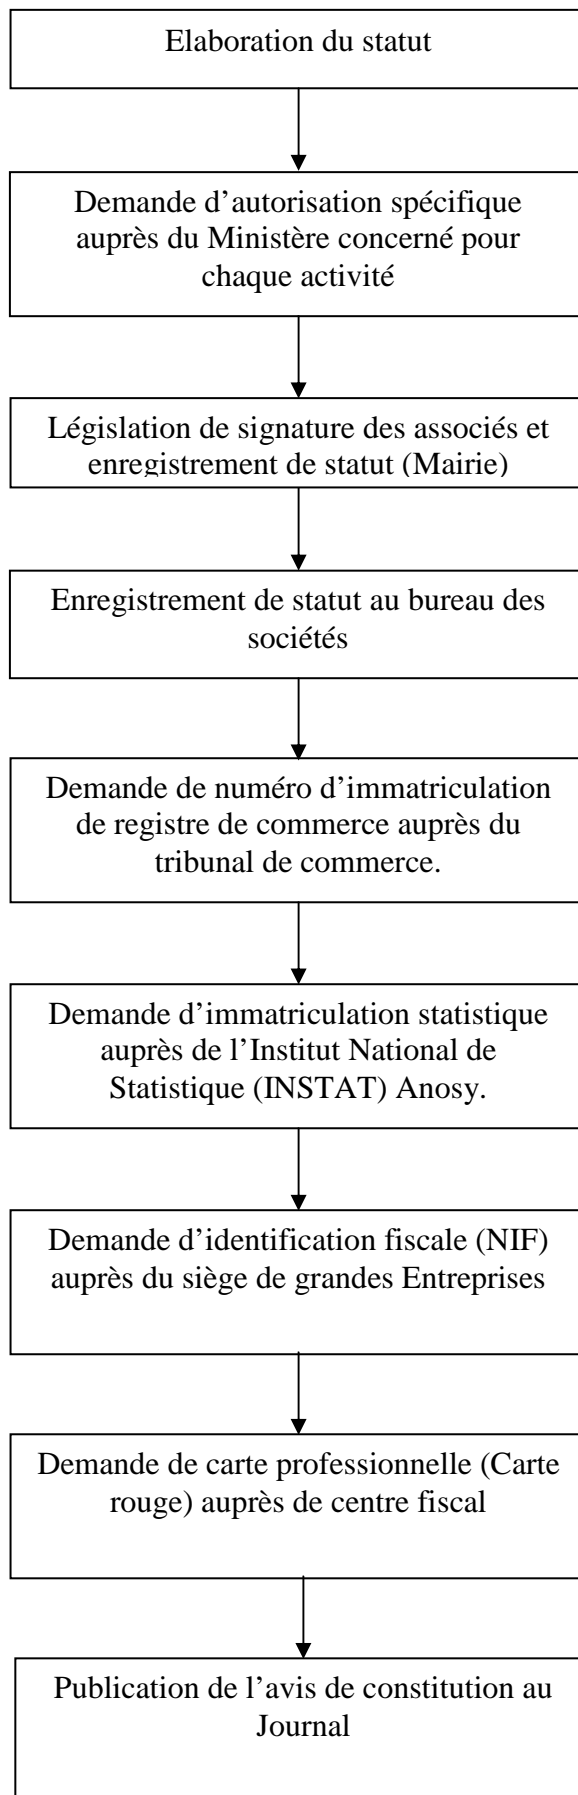 Elaboration du statut
Demande d’autorisation spécifique
auprès du Ministère concerné pour
chaque activité
Législation de signature des associés et
enregistrement de statut (Mairie)
Enregistrement de statut au bureau des
sociétés
Demande de numéro d’immatriculation
de registre de commerce auprès du
tribunal de commerce.
Demande d’immatriculation statistique
auprès de l’Institut National de
Statistique (INSTAT) Anosy.
Demande d’identification fiscale (NIF)
auprès du siège de grandes Entreprises
Demande de carte professionnelle (Carte
rouge) auprès de centre fiscal
Publication de l’avis de constitution au
Journal